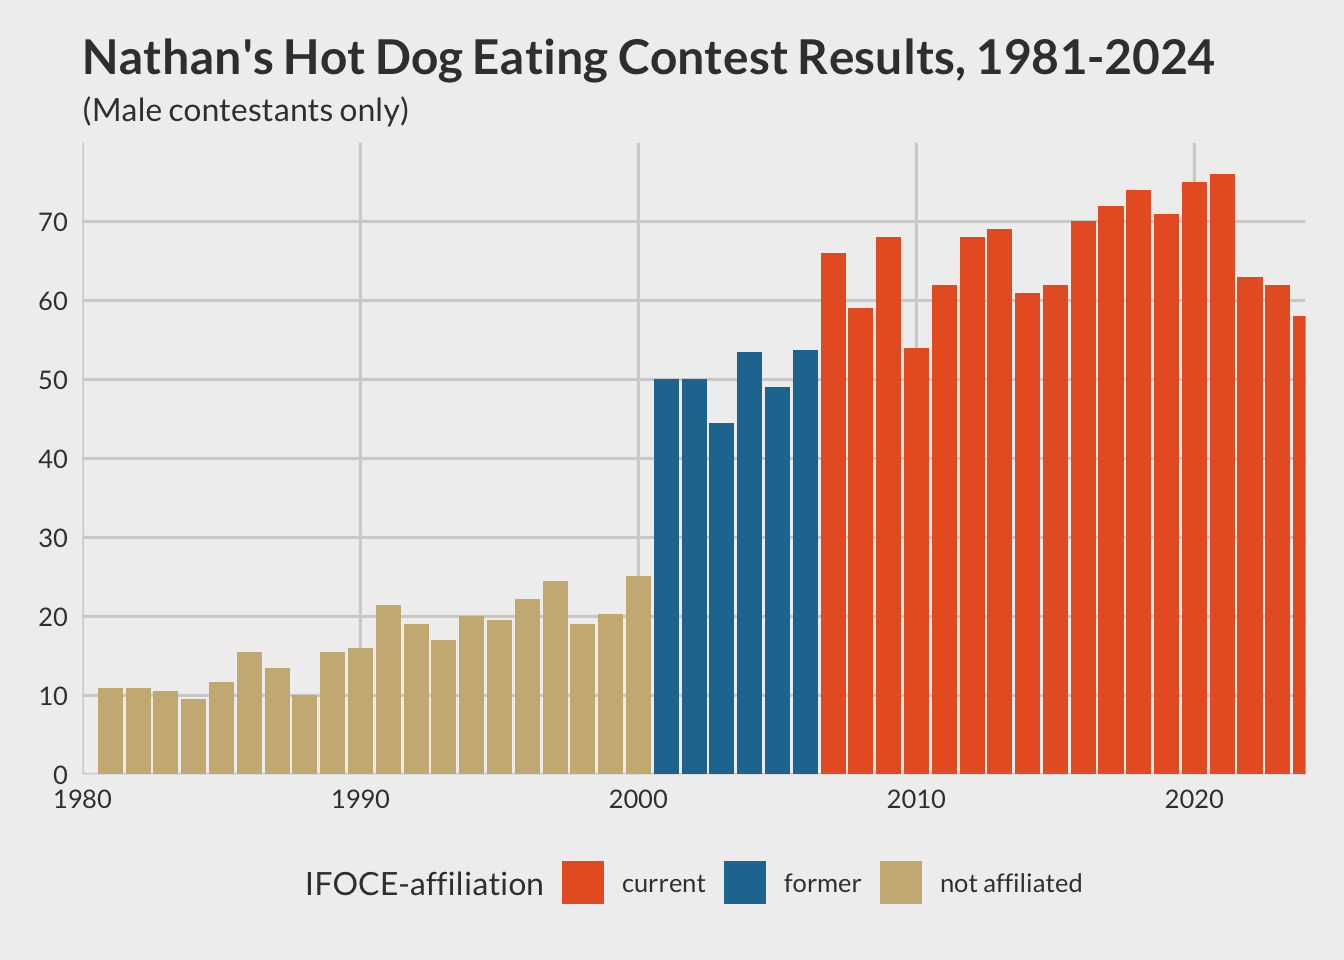 Nathan's Hot Dog Eating Contest Results, 1981-2024
(Male contestants only)
70
60
50
40
30
20
10
0
1980 1990 2000 2010 2020
IFOCE-affiliation current former not affiliated